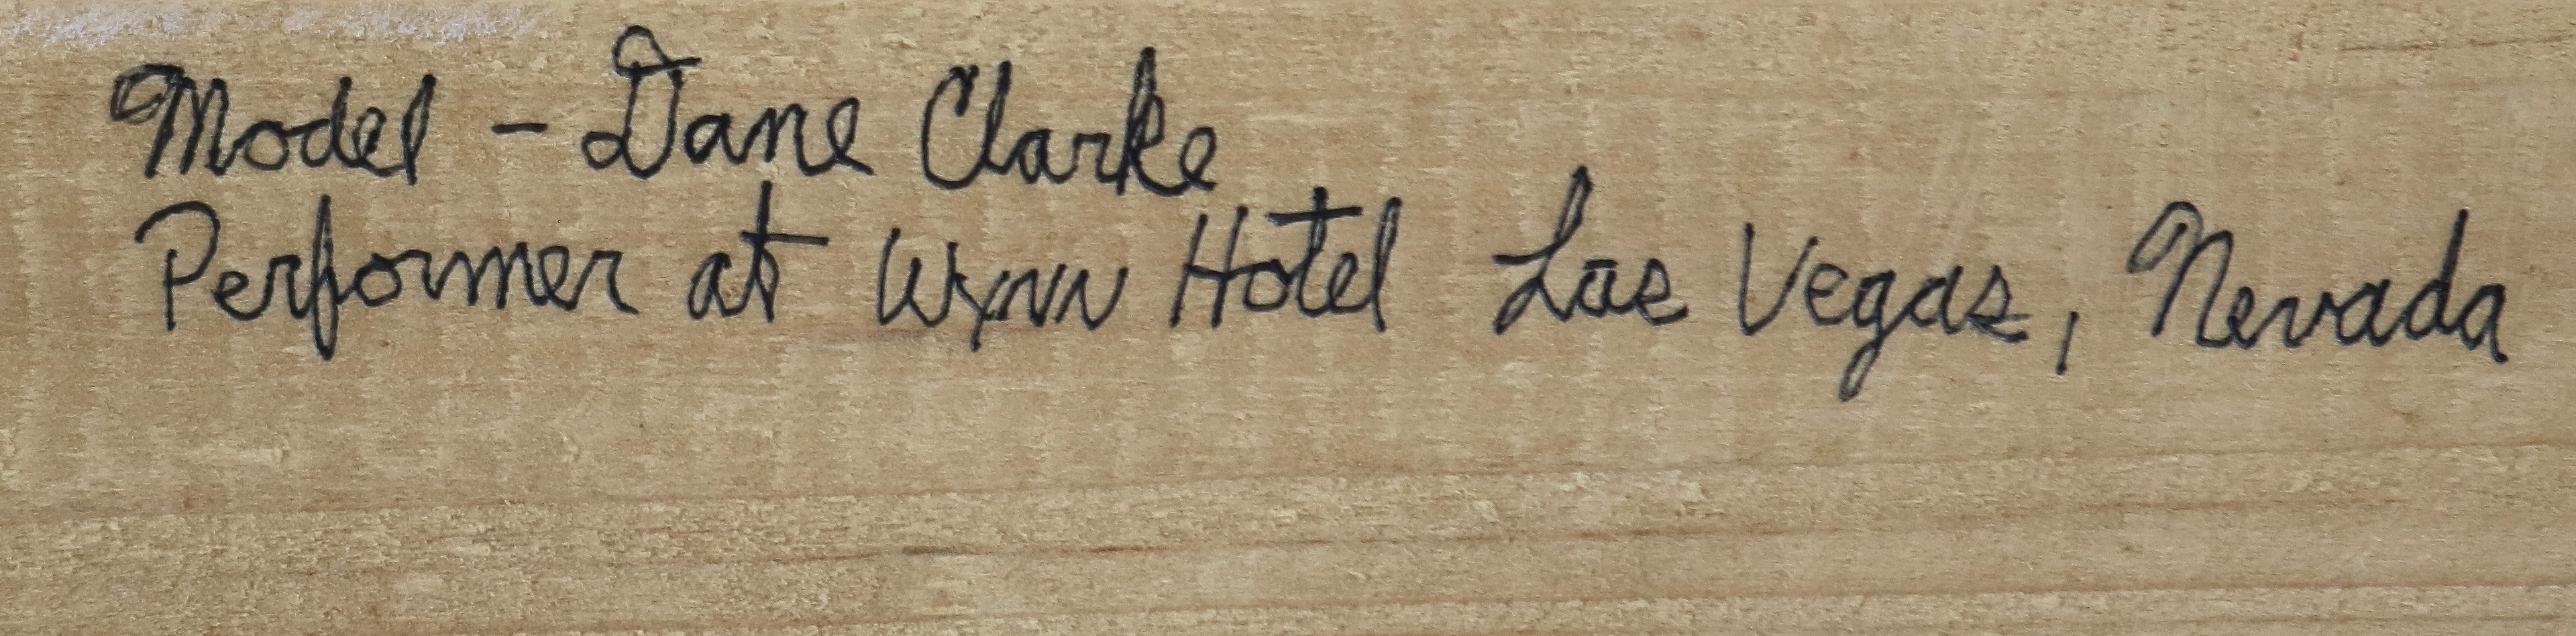 Model - Dane Clarke
Performer at Wynn Hotel Las Vegas, Nevada